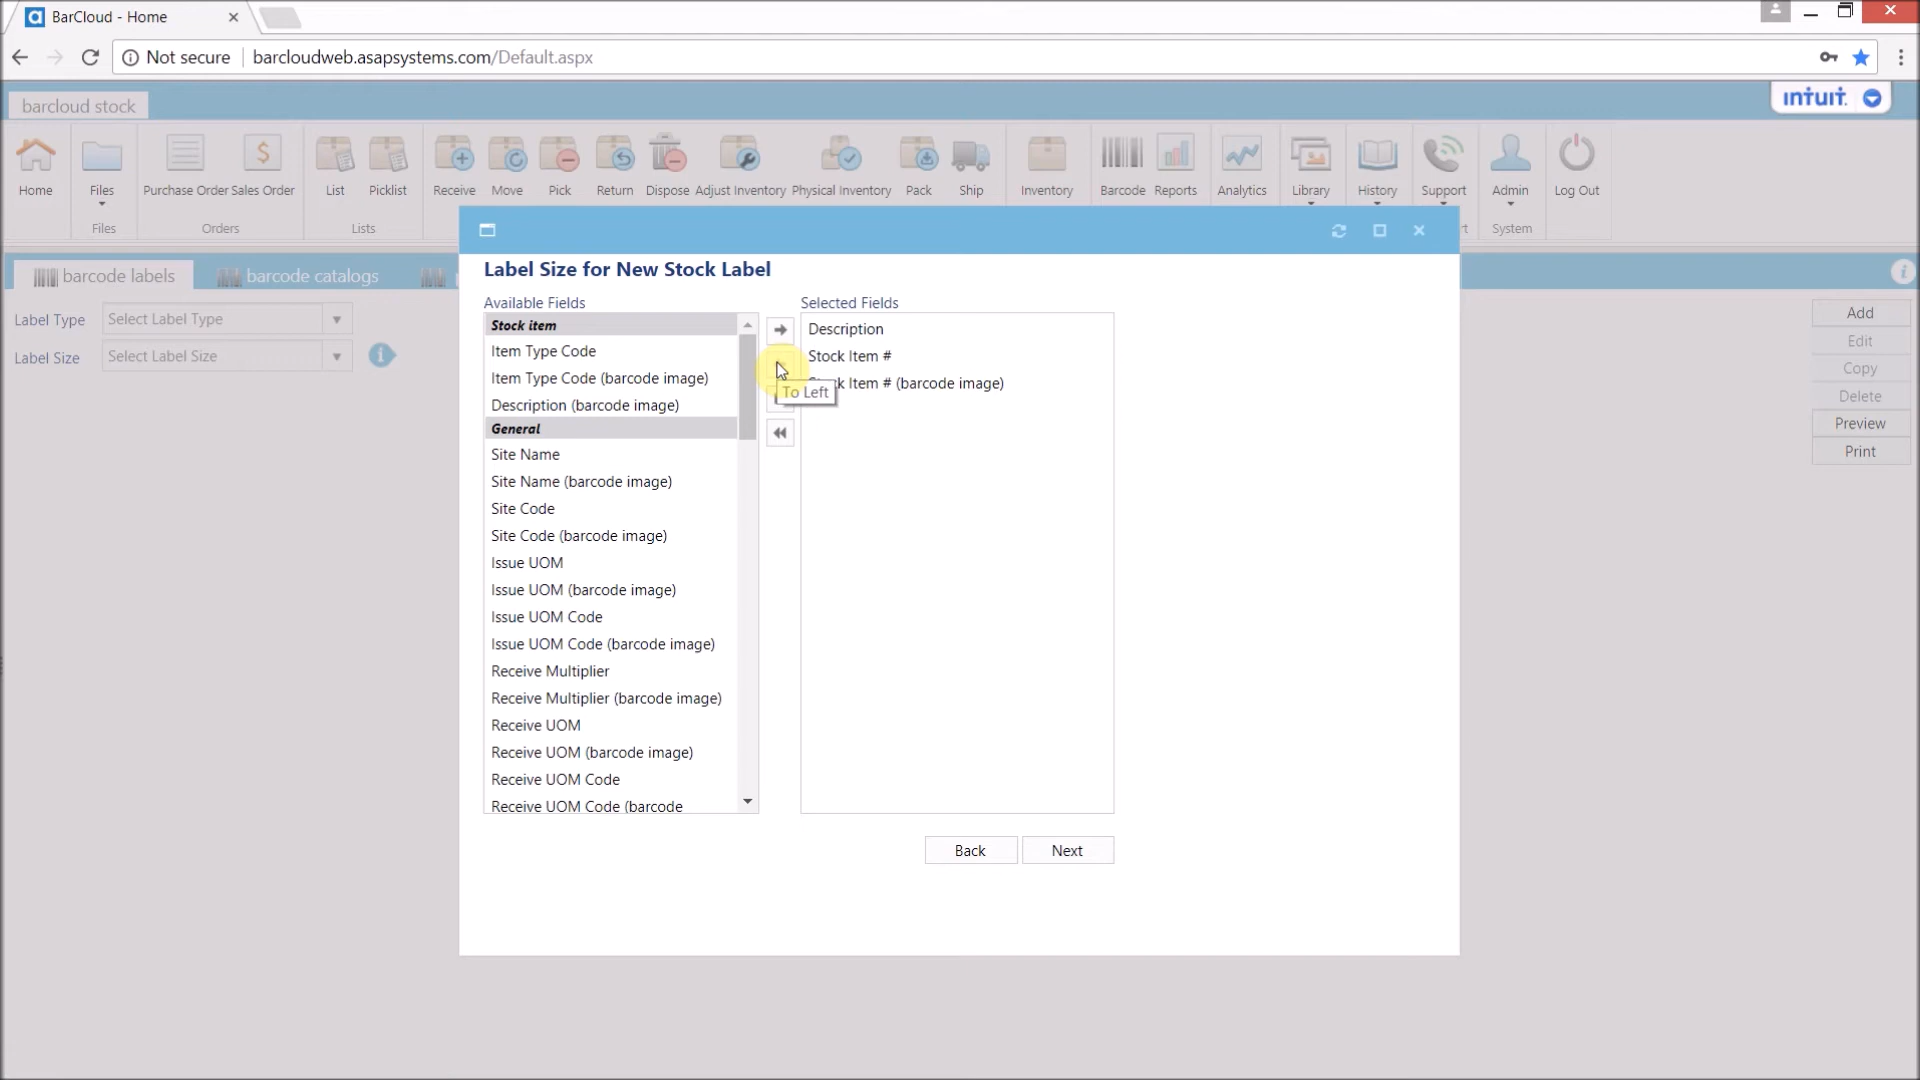 BarCloud - Home
Not secure
barcloudweb.asapsystems.com/Default.aspx
barcloud stock
intuit.
Home
Files
Purchase Order
Sales Order
List
Picklist
Receive
Move
Pick
Return
Dispose
Adjust Inventory
Physical Inventory
Pack
Ship
Inventory
Barcode
Reports
Analytics
Library
History
Support
Admin
Log Out
Files
Orders
Lists
System
barcode labels
barcode catalogs
Label Type
Select Label Type
Label Size
Select Label Size
Label Size for New Stock Label
Available Fields
Stock item
Item Type Code
Item Type Code (barcode image)
Description (barcode image)
General
Site Name
Site Name (barcode image)
Site Code
Site Code (barcode image)
Issue UOM
Issue UOM (barcode image)
Issue UOM Code
Issue UOM Code (barcode image)
Receive Multiplier
Receive Multiplier (barcode image)
Receive UOM
Receive UOM (barcode image)
Receive UOM Code
Receive UOM Code (barcode
To Left
Selected Fields
Description
Stock Item #
Item # (barcode image)
Back
Next
Add
Edit
Copy
Delete
Preview
Print